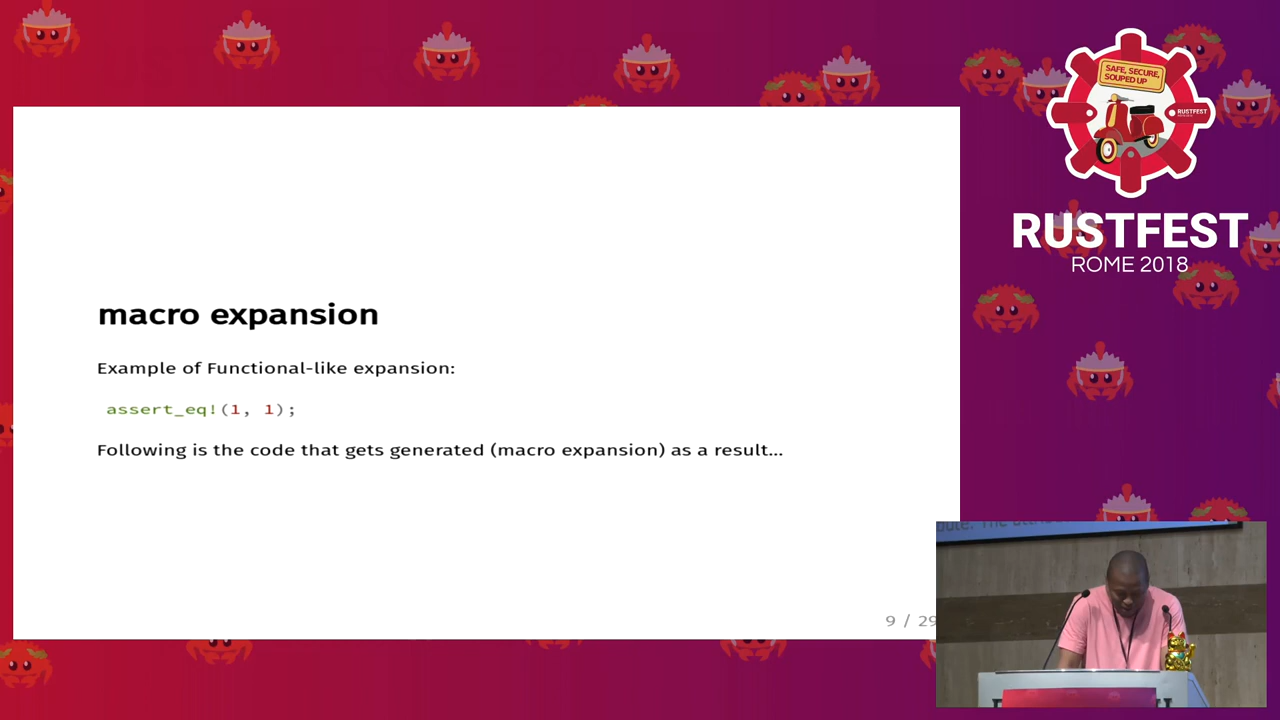 SAFE, SECURE,
SOUPED UP
RUSTFEST
RUSTFEST
ROME 2018
macro expansion
Example of Functional-like expansion:
assert_eq!(1, 1);
Following is the code that gets generated (macro expansion) as a result...
9 / 29